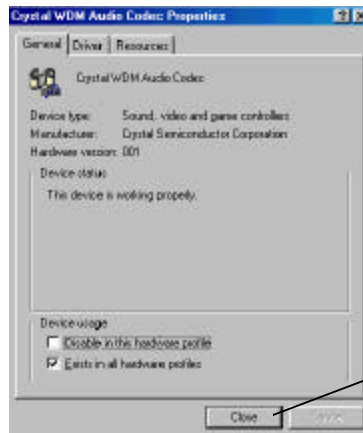 Crystal WDM Audio Codec Properties
General Driver Resources
Crystal WDM Audio Codec
Device type: Sound, video and game controllers
Manufacturer: Crystal Semiconductor Corporation
Hardware version: 001
Device status
This device is working properly.
Device usage
Disable in this hardware profile
Exists in all hardware profiles
Close